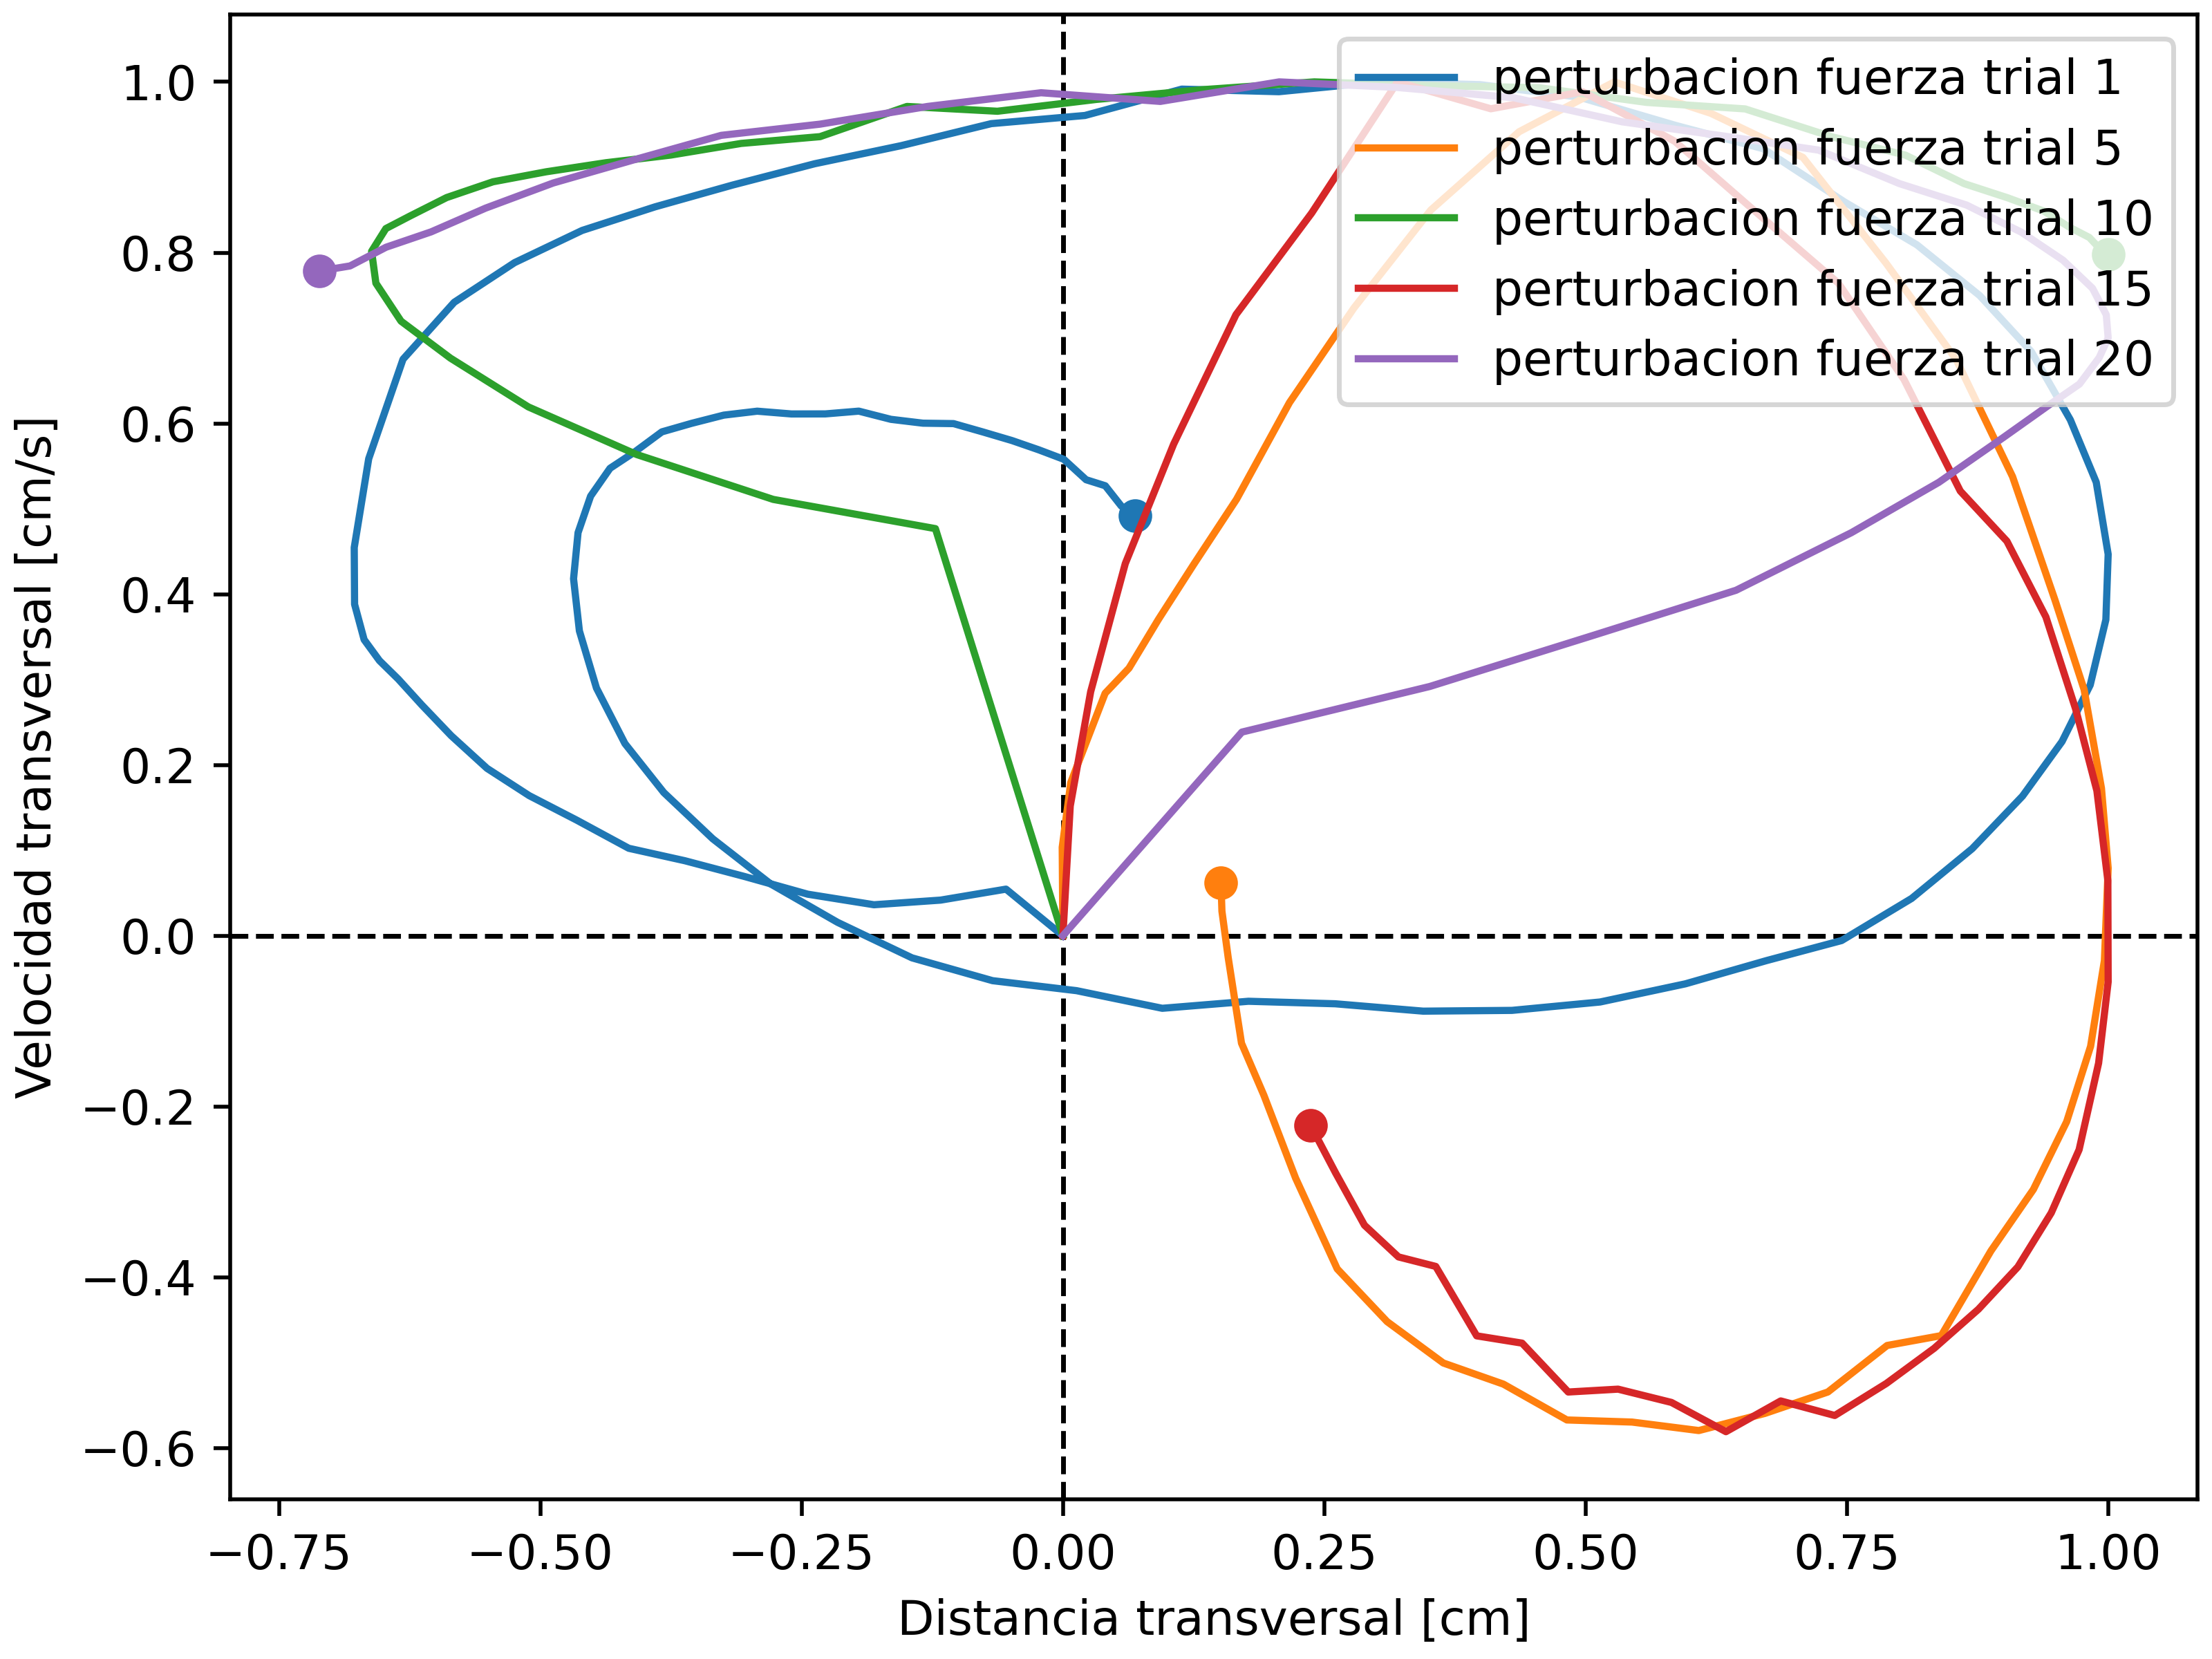 perturbacion fuerza trial 1
perturbacion fuerza trial 5
perturbacion fuerza trial 10
perturbacion fuerza trial 15
perturbacion fuerza trial 20
Velocidad transversal [cm/s]
1.0
0.8
0.6
0.4
0.2
0.0
−0.2
−0.4
−0.6
−0.75 −0.50 −0.25 0.00 0.25 0.50 0.75 1.00
Distancia transversal [cm]